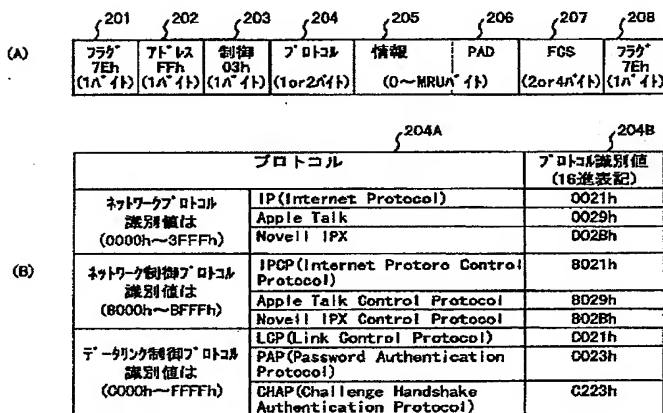 201 202 203 204 205 206 207 208
(A)
フラグ 7Eh (1バイト)
アドレス FFh (1バイト)
制御 03h (1バイト)
プロトコル (1or2バイト)
情報 PAD (0～MRUバイト)
FCS (2or4バイト)
フラグ 7Eh (1バイト)
204A 204B
(B)
プロトコル
プロトコル識別値
(16進表記)
ネットワークプロトコル
識別値は
(0000h～3FFFh)
IP(Internet Protocol) 0021h
Apple Talk 0029h
Novell IPX 002Bh
ネットワーク制御プロトコル
識別値は
(8000h～BFFFh)
IPCP(Internet Protoro Control
Protocol) 8021h
Apple Talk Control Protocol 8029h
Novell IPX Control Protocol 802Bh
データリンク制御プロトコル
識別値は
(C000h～FFFFh)
LCP(Link Control Protocol) C021h
PAP(Password Authentication
Protocol) C023h
CHAP(Challenge Handshake
Authentication Protocol) C223h